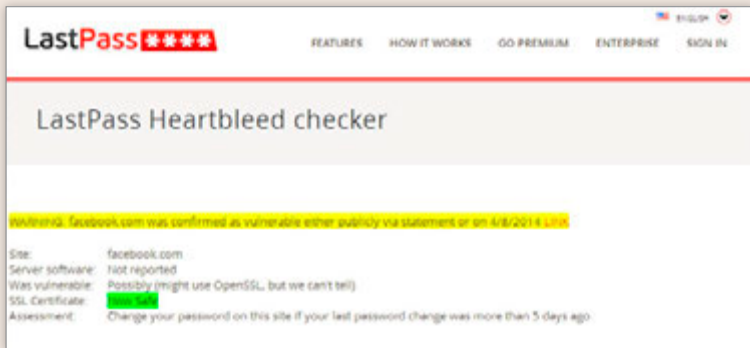 ENGLISH
LastPass ****
FEATURES HOW IT WORKS GO PREMIUM ENTERPRISE SIGN IN
LastPass Heartbleed checker
WARNING: facebook.com was confirmed as vulnerable either publicly via statement or on 4/8/2014 LINK
Site: facebook.com
Server software: Not reported
Was vulnerable: Possibly (might use OpenSSL, but we can't tell)
SSL Certificate: Now Safe
Assessment: Change your password on this site if your last password change was more than 5 days ago